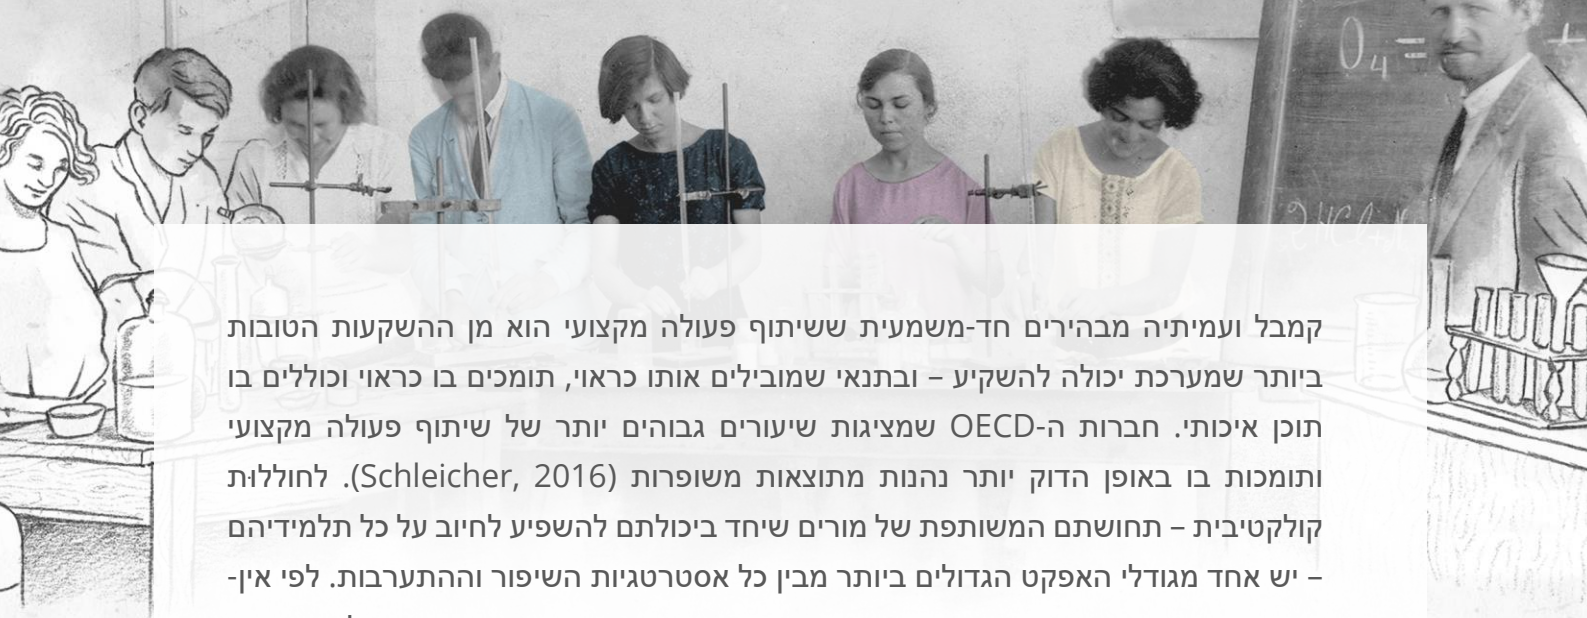 קמבל ועמיתיה מבהירים חד-משמעית ששיתוף פעולה מקצועי הוא מן ההשקעות הטובות
ביותר שמערכת יכולה להשקיע – ובתנאי שמובילים אותו כראוי, תומכים בו כראוי וכוללים בו
תוכן איכותי. חברות ה-OECD שמציגות שיעורים גבוהים יותר של שיתוף פעולה מקצועי
ותומכות בו באופן הדוק יותר נהנות מתוצאות משופרות (Schleicher, 2016). לחוללוּת
קולקטיבית – תחושתם המשותפת של מורים שיחד ביכולתם להשפיע לחיוב על כל תלמידיהם
– יש אחד מגודלי האפקט הגדולים ביותר מבין כל אסטרטגיות השיפור וההתערבות. לפי אין-